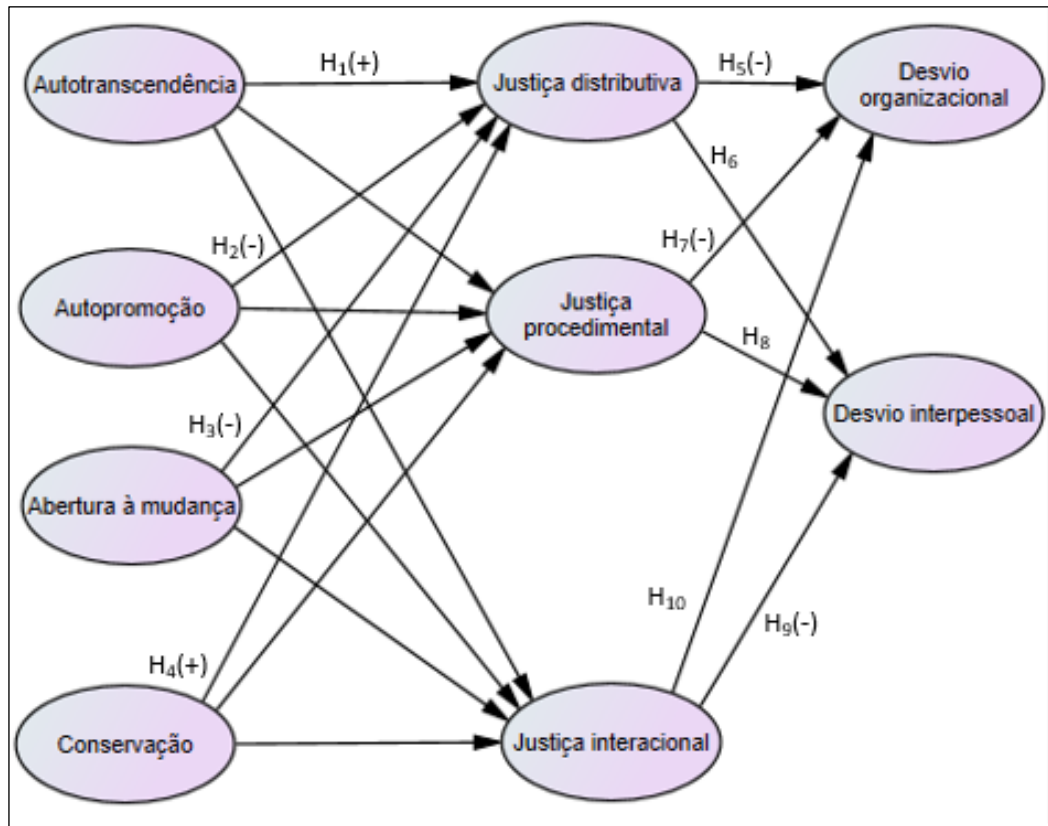 Autotranscendência
H₁(+)
Justiça distributiva
H₅(-)
Desvio
organizacional
H₆
H₂(-)
H₇(-)
Autopromoção
Justiça
procedimental
H₈
H₃(-)
Desvio interpessoal
Abertura à mudança
H₁₀
H₉(-)
H₄(+)
Conservação
Justiça interacional